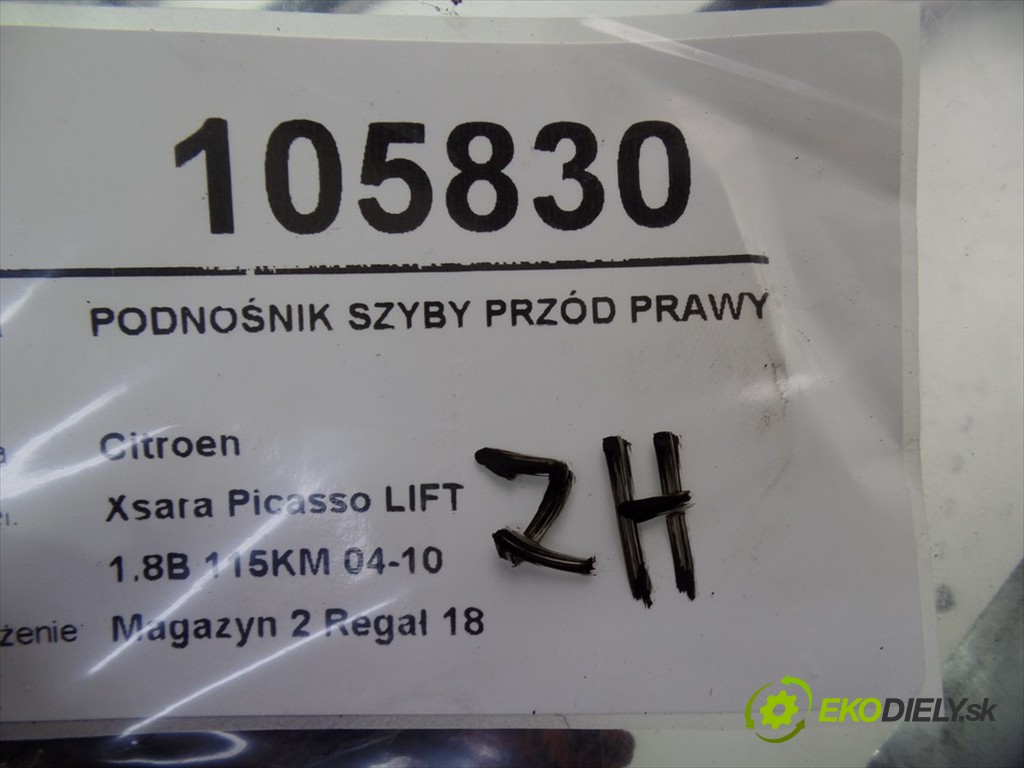 105830
PODNOŚNIK SZYBY PRZÓD PRAWY
Citroen
Xsara Picasso LIFT
1.8B 115KM 04-10
żenie Magazyn 2 Regał 18
ZH
EKODIELY.sk